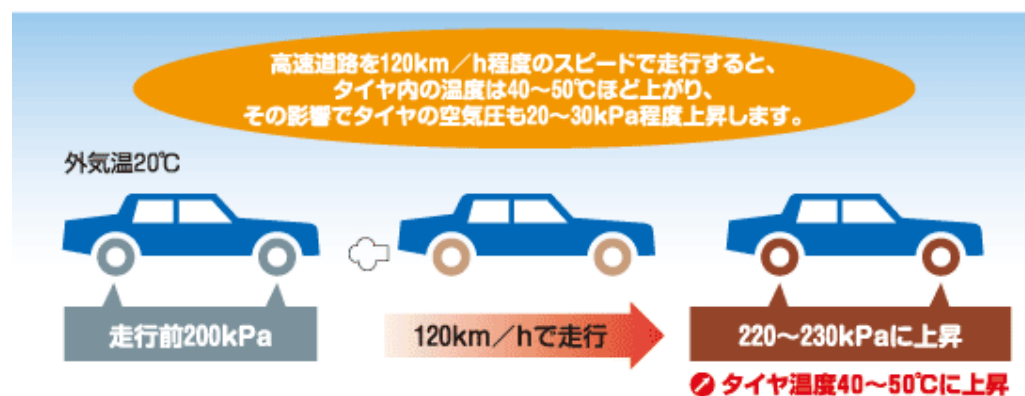 高速道路を120km／h程度のスピードで走行すると、
タイヤ内の温度は40～50℃ほど上がり、
その影響でタイヤの空気圧も20～30kPa程度上昇します。
外気温20℃
走行前200kPa
120km／hで走行
220～230kPaに上昇
タイヤ温度40～50℃に上昇